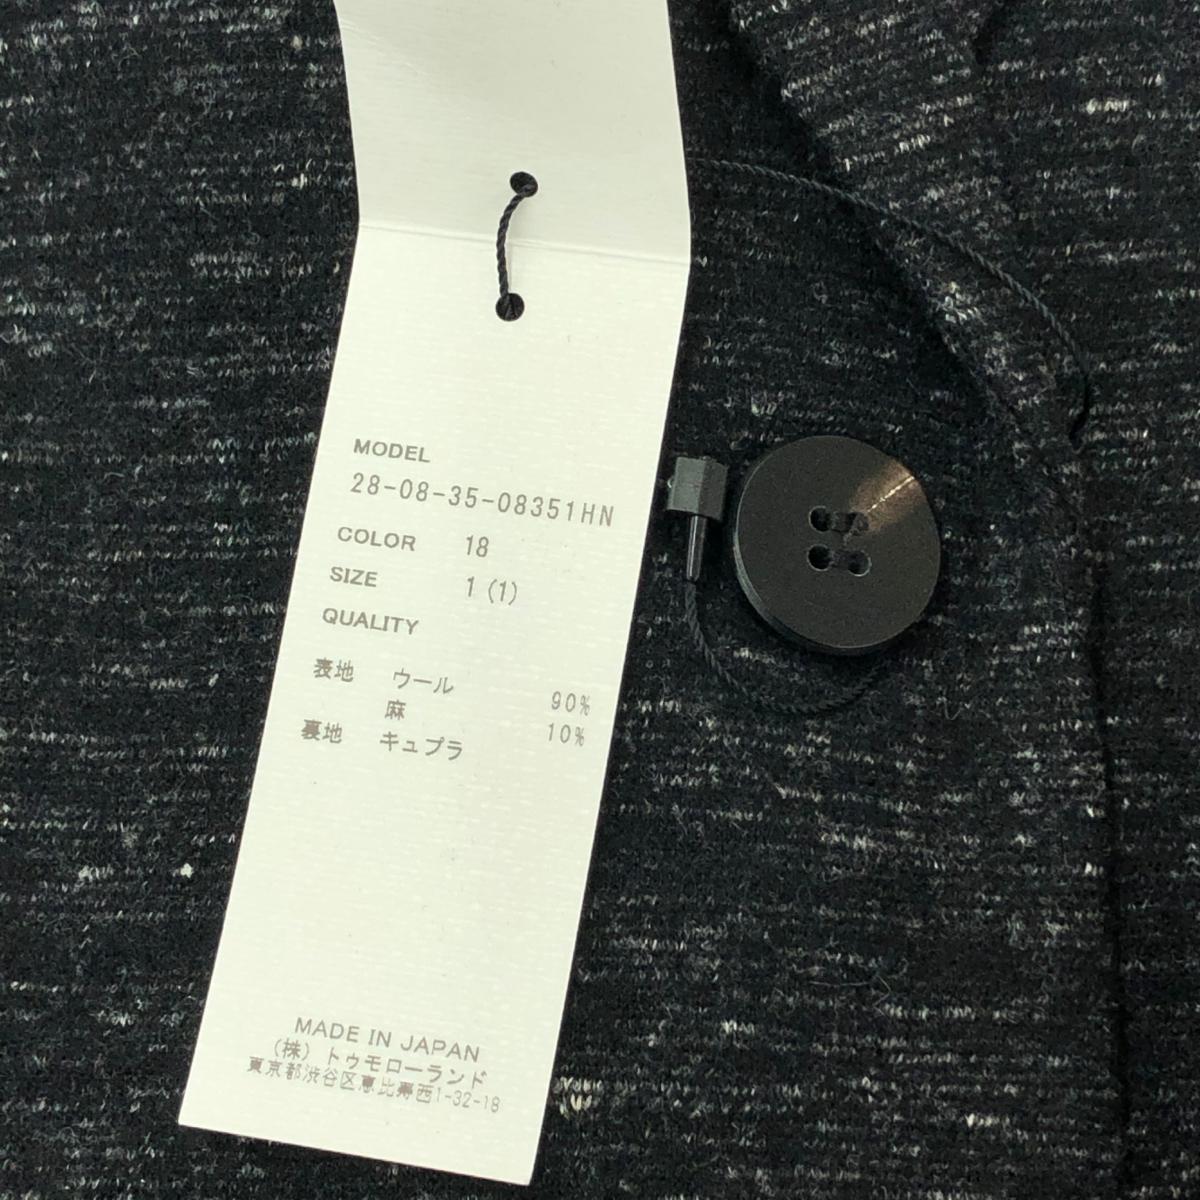 MODEL
28-08-35-08351HN
COLOR 18
SIZE 1 (1)
QUALITY
表地 ウール 90%
麻 10%
裏地 キュプラ
MADE IN JAPAN
(株) トゥモローランド
東京都渋谷区恵比寿西1-32-18